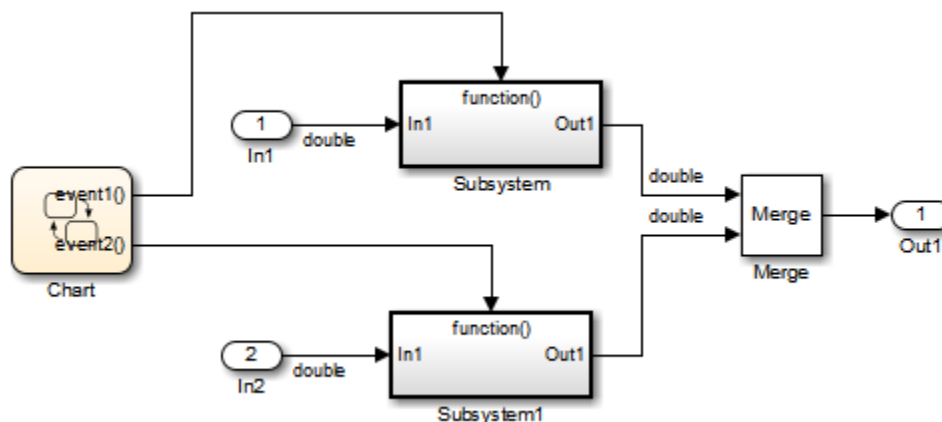 function()
In1
Out1
Subsystem
1
In1
double
event1()
event2()
Chart
double
double
Merge
Merge
1
Out1
function()
In1
Out1
Subsystem1
2
In2
double